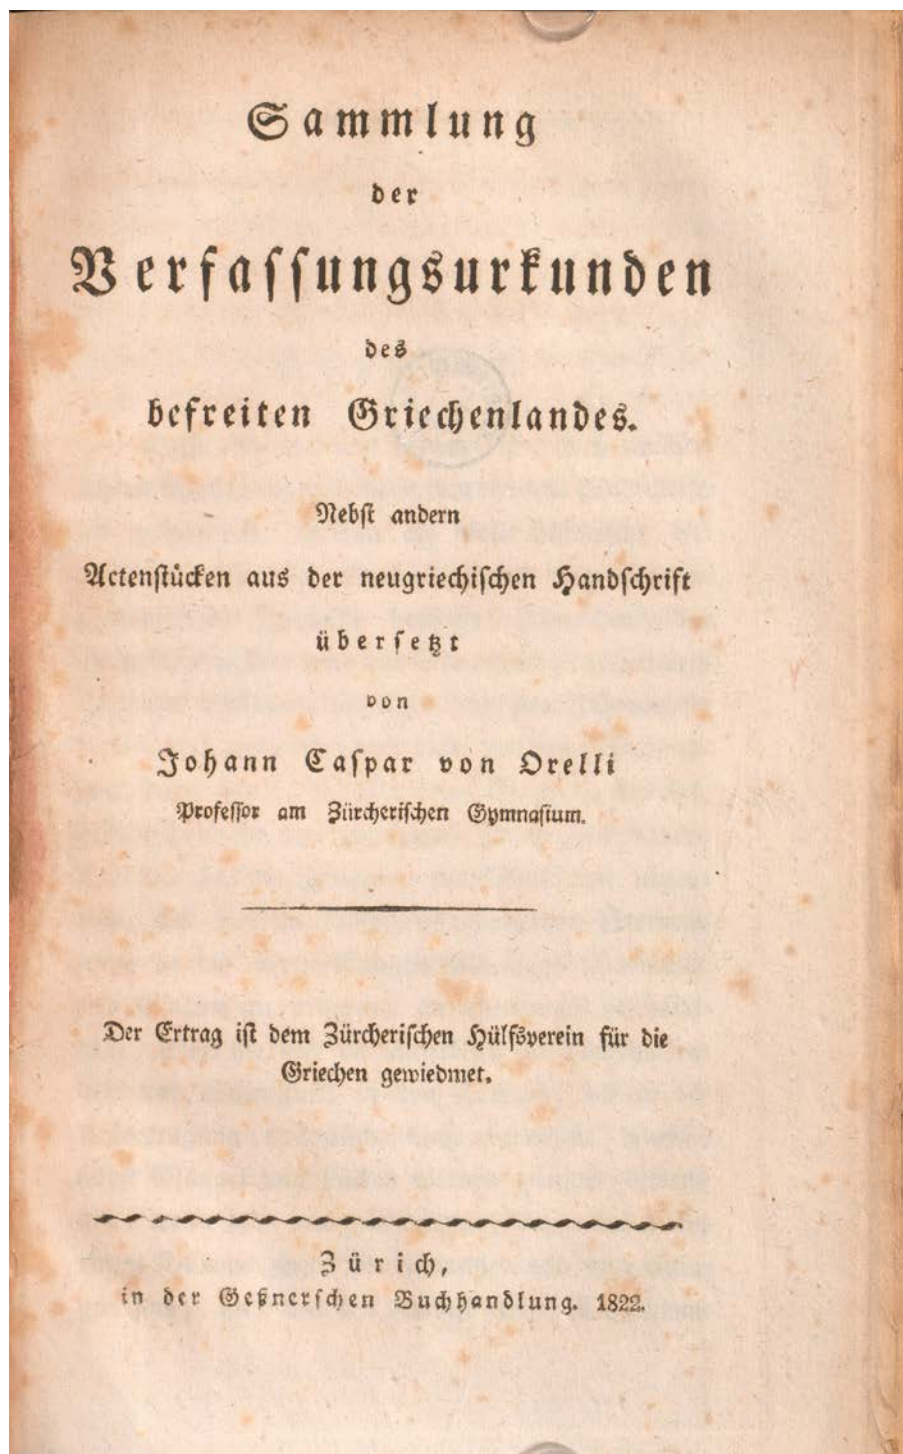 Sammlung
der
Verfassungsurkunden
des
befreiten Griechenlandes.
Nebst andern
Actenstücken aus der neugriechischen Handschrift
übersetzt
von
Johann Caspar von Orelli
Professor am Zürcherischen Gymnasium.
Der Ertrag ist dem Zürcherischen Hülfsverein für die
Griechen gewiedmet.
Zürich,
in der Geßnerschen Buchhandlung. 1822.